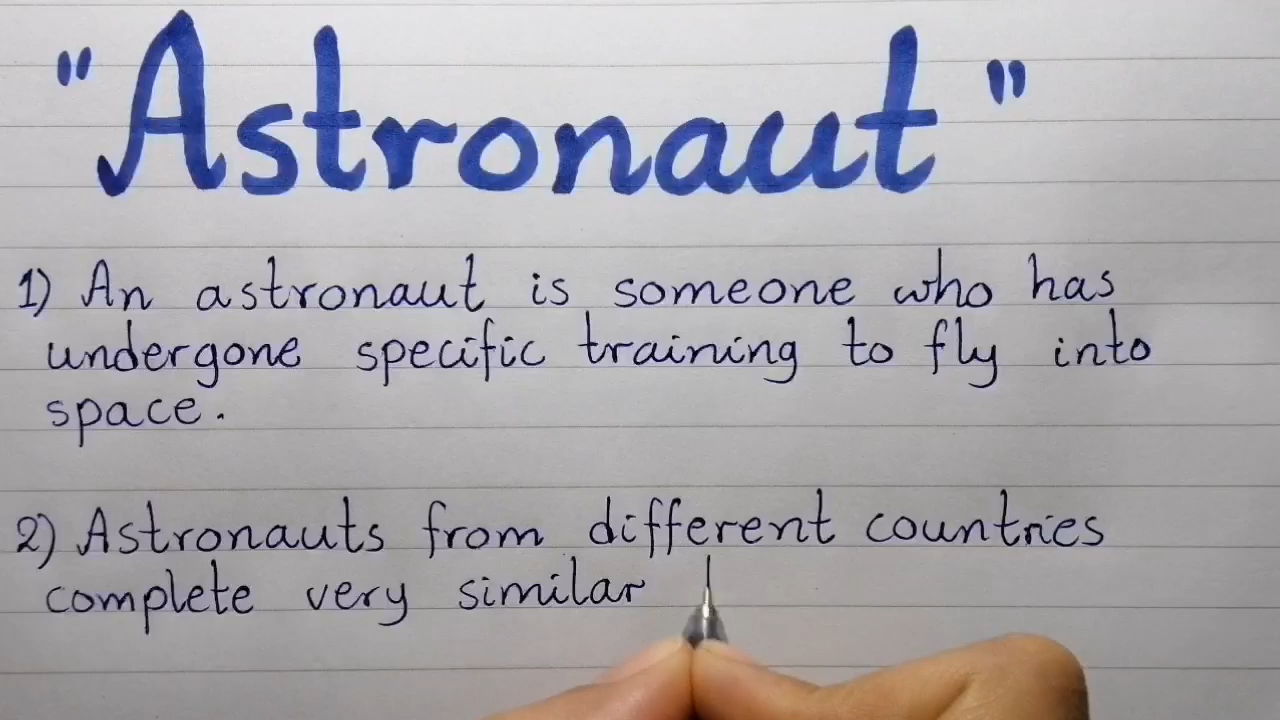 "Astronaut"
1) An astronaut is someone who has
undergone specific training to fly into
space.
2) Astronauts from different countries
complete very similar